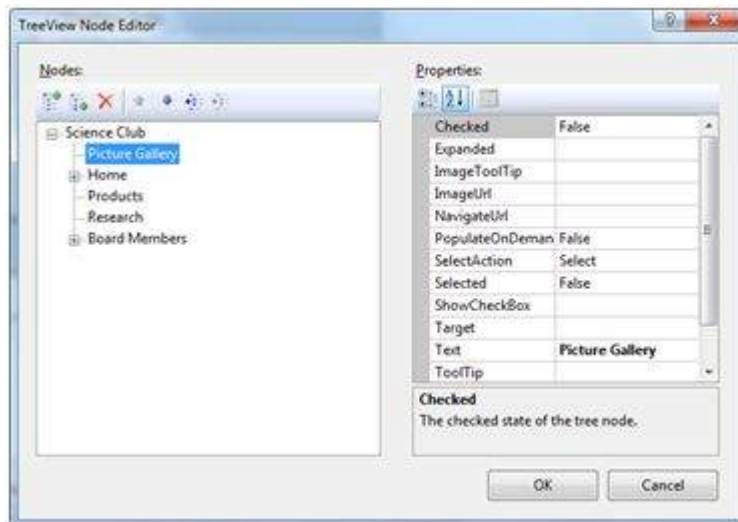 TreeView Node Editor
Nodes:
Science Club
Picture Gallery
Home
Products
Research
Board Members
Properties:
Checked False
Expanded
ImageToolTip
ImageUrl
NavigateUrl
PopulateOnDeman False
SelectAction Select
Selected False
ShowCheckBox
Target
Text Picture Gallery
ToolTip
Checked
The checked state of the tree node.
OK Cancel